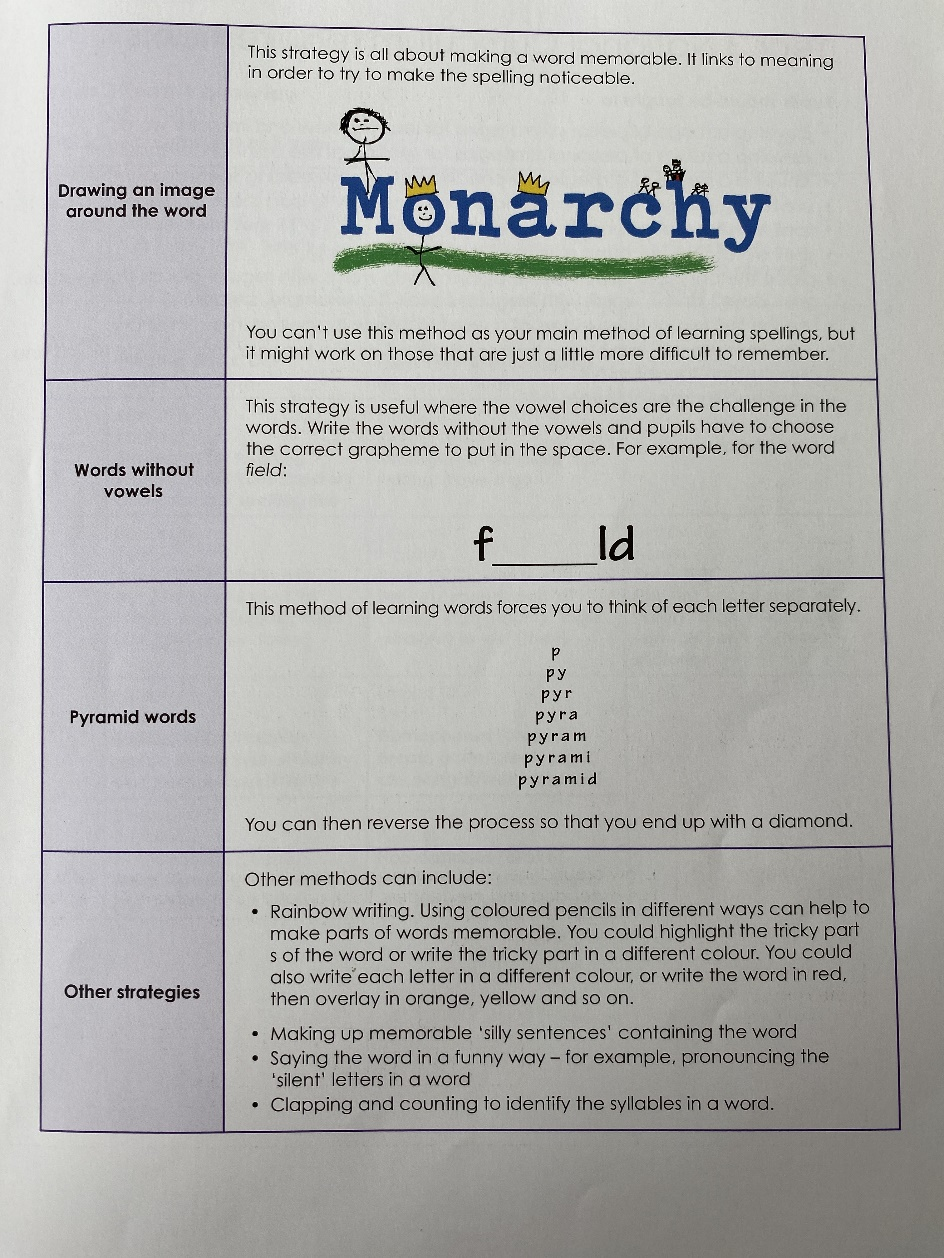 This strategy is all about making a word memorable. It links to meaning
in order to try to make the spelling noticeable.
Drawing an image
around the word
Monarchy
You can't use this method as your main method of learning spellings, but
it might work on those that are just a little more difficult to remember.
This strategy is useful where the vowel choices are the challenge in the
words. Write the words without the vowels and pupils have to choose
the correct grapheme to put in the space. For example, for the word
field:
Words without
vowels
f_____ld
This method of learning words forces you to think of each letter separately.
Pyramid words
p
py
pyr
pyra
pyram
pyrami
pyramid
You can then reverse the process so that you end up with a diamond.
Other strategies
Other methods can include:
• Rainbow writing. Using coloured pencils in different ways can help to
make parts of words memorable. You could highlight the tricky part
s of the word or write the tricky part in a different colour. You could
also write each letter in a different colour, or write the word in red,
then overlay in orange, yellow and so on.
• Making up memorable 'silly sentences' containing the word
• Saying the word in a funny way – for example, pronouncing the
'silent' letters in a word
• Clapping and counting to identify the syllables in a word.